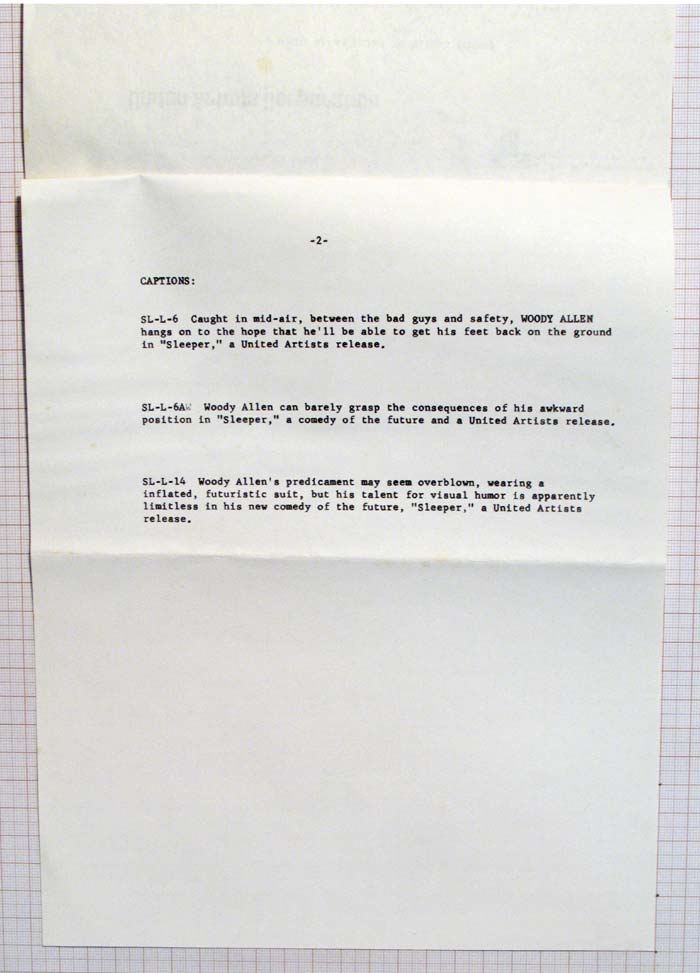 -2-
CAPTIONS:
SL-L-6 Caught in mid-air, between the bad guys and safety, WOODY ALLEN
hangs on to the hope that he'll be able to get his feet back on the ground
in "Sleeper," a United Artists release.
SL-L-6A Woody Allen can barely grasp the consequences of his awkward
position in "Sleeper," a comedy of the future and a United Artists release.
SL-L-14 Woody Allen's predicament may seem overblown, wearing a
inflated, futuristic suit, but his talent for visual humor is apparently
limitless in his new comedy of the future, "Sleeper," a United Artists
release.